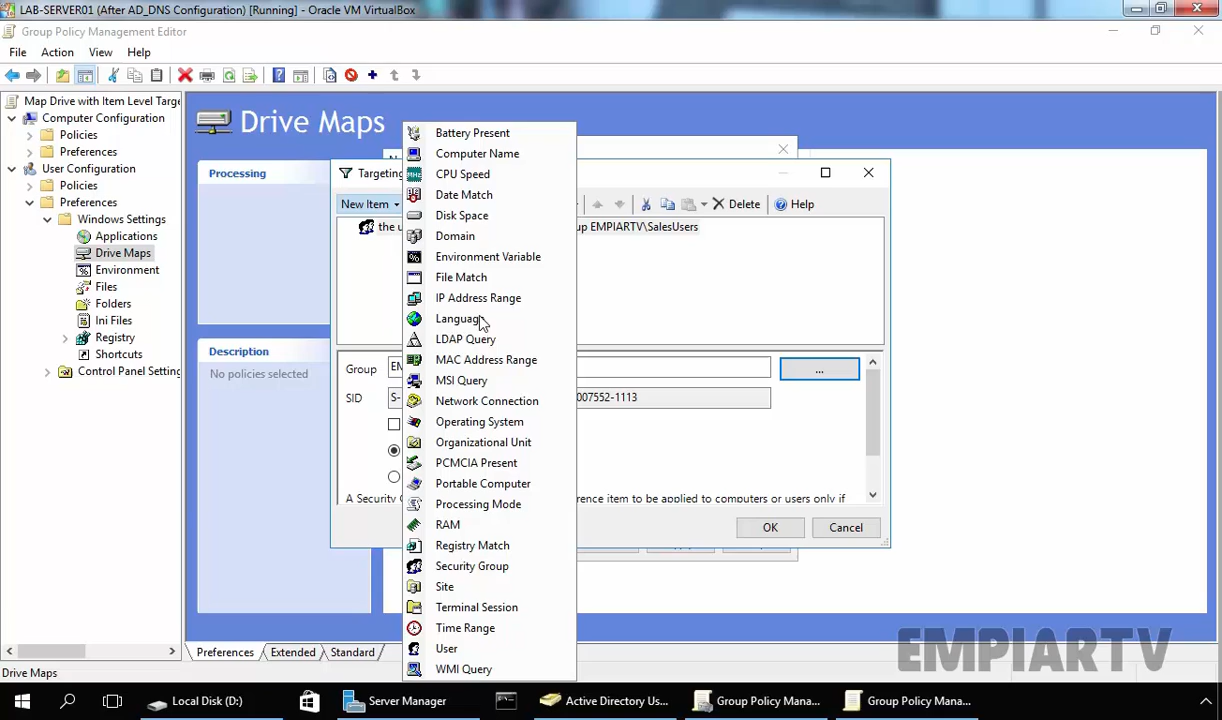 LAB-SERVER01 (After AD_DNS Configuration) [Running] - Oracle VM VirtualBox
Group Policy Management Editor
File Action View Help
Map Drive with Item Level Targe
Computer Configuration
Policies
Preferences
User Configuration
Policies
Preferences
Windows Settings
Applications
Drive Maps
Environment
Files
Folders
Ini Files
Registry
Shortcuts
Control Panel Setting
Drive Maps
Processing
Description
No policies selected
Targeting
New Item
Delete
Help
the u
up EMPIARTV\SalesUsers
Battery Present
Computer Name
CPU Speed
Date Match
Disk Space
Domain
Environment Variable
File Match
IP Address Range
Language
LDAP Query
MAC Address Range
MSI Query
Network Connection
Operating System
Organizational Unit
PCMCIA Present
Portable Computer
Processing Mode
RAM
Registry Match
Security Group
Site
Terminal Session
Time Range
User
WMI Query
Group
EM
...
SID
S-
007552-1113
A Security G
erence item to be applied to computers or users only if
OK
Cancel
Preferences Extended Standard
EMPIARTV
Drive Maps
Local Disk (D:)
Server Manager
Active Directory Us...
Group Policy Mana...
Group Policy Mana...